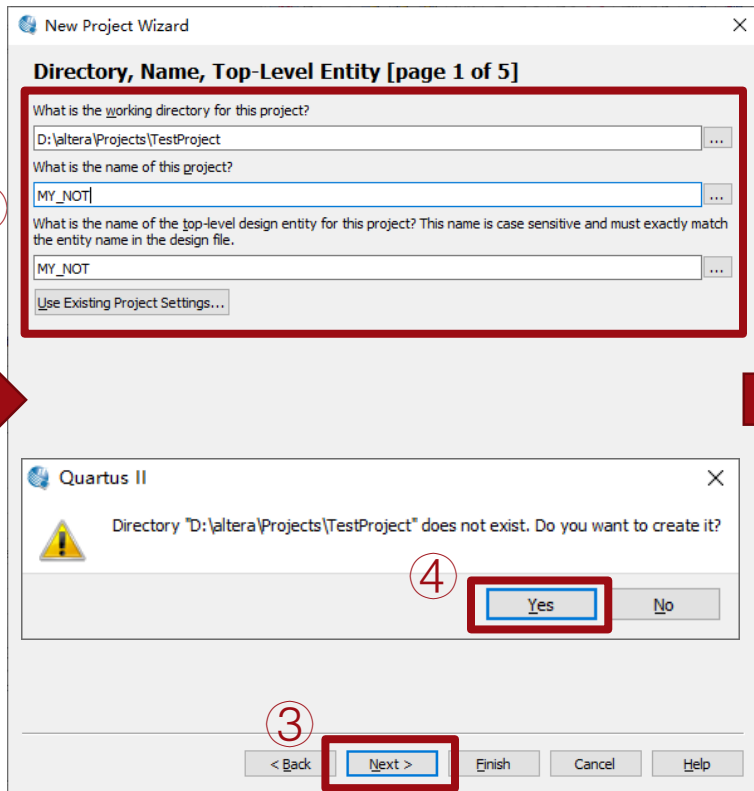 New Project Wizard
Directory, Name, Top-Level Entity [page 1 of 5]
What is the working directory for this project?
D:\altera\Projects\TestProject
...
What is the name of this project?
MY_NOT
...
What is the name of the top-level design entity for this project? This name is case sensitive and must exactly match
the entity name in the design file.
MY_NOT
...
Use Existing Project Settings...
Quartus II
Directory "D:\altera\Projects\TestProject" does not exist. Do you want to create it?
④
Yes No
③
< Back Next > Finish Cancel Help